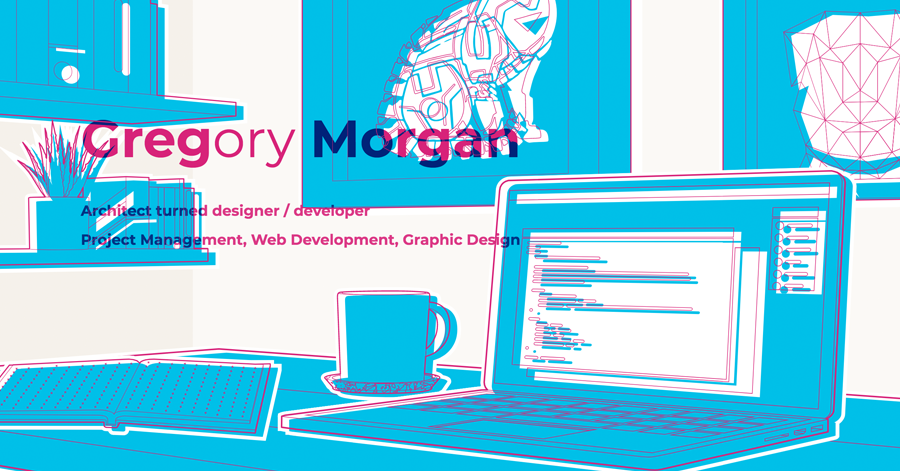 Gregory Morgan
Architect turned designer / developer
Project Management, Web Development, Graphic Design